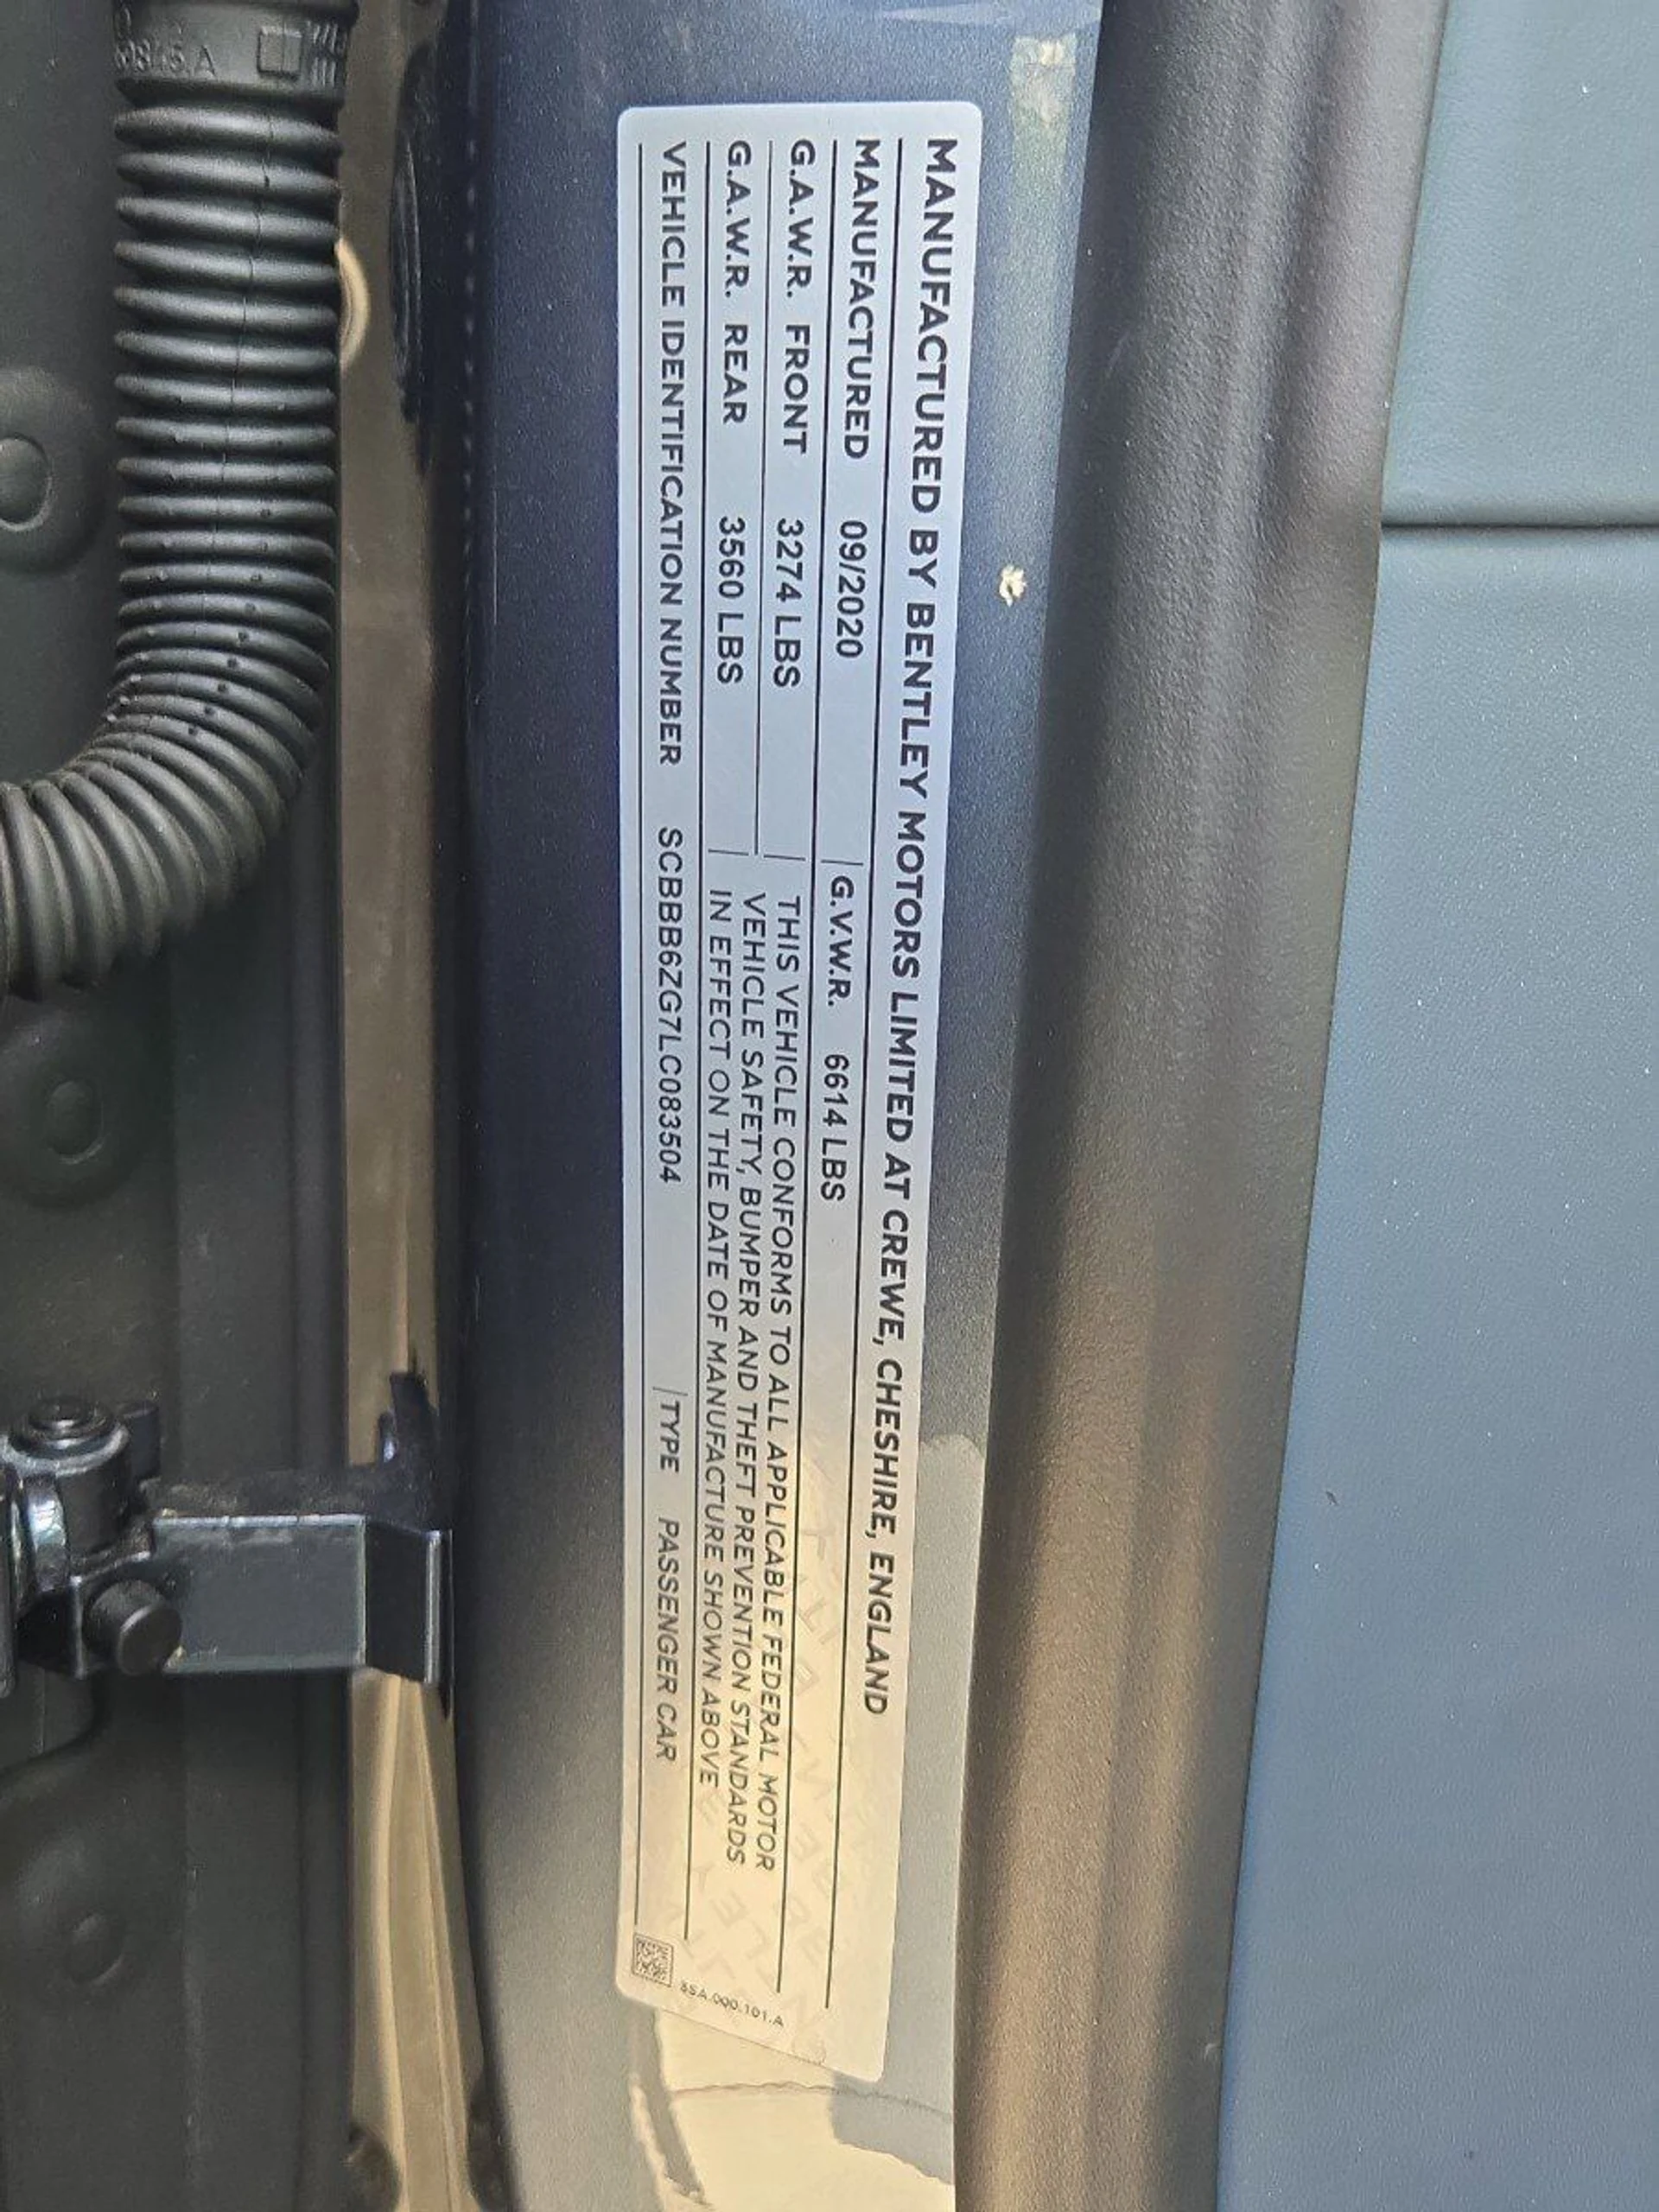 MANUFACTURED BY BENTLEY MOTORS LIMITED AT CREWE, CHESHIRE, ENGLAND
MANUFACTURED 09/2020 G.V.W.R. 6614 LBS
G.A.W.R. FRONT 3274 LBS THIS VEHICLE CONFORMS TO ALL APPLICABLE FEDERAL MOTOR
VEHICLE SAFETY, BUMPER AND THEFT PREVENTION STANDARDS
G.A.W.R. REAR 3560 LBS IN EFFECT ON THE DATE OF MANUFACTURE SHOWN ABOVE
VEHICLE IDENTIFICATION NUMBER SCBBB6ZG7LC083504 TYPE PASSENGER CAR
3SA.000.101.A